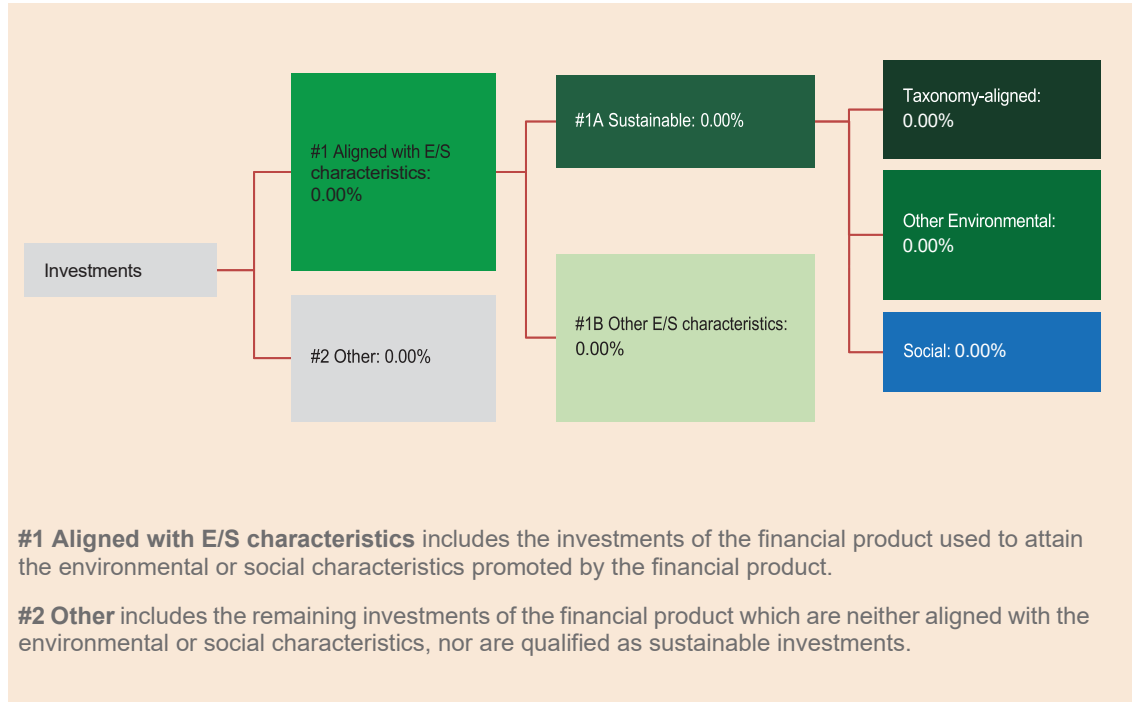 Investments
#1 Aligned with E/S
characteristics:
0.00%
#2 Other: 0.00%
#1A Sustainable: 0.00%
#1B Other E/S characteristics:
0.00%
Taxonomy-aligned:
0.00%
Other Environmental:
0.00%
Social: 0.00%
#1 Aligned with E/S characteristics includes the investments of the financial product used to attain
the environmental or social characteristics promoted by the financial product.
#2 Other includes the remaining investments of the financial product which are neither aligned with the
environmental or social characteristics, nor are qualified as sustainable investments.